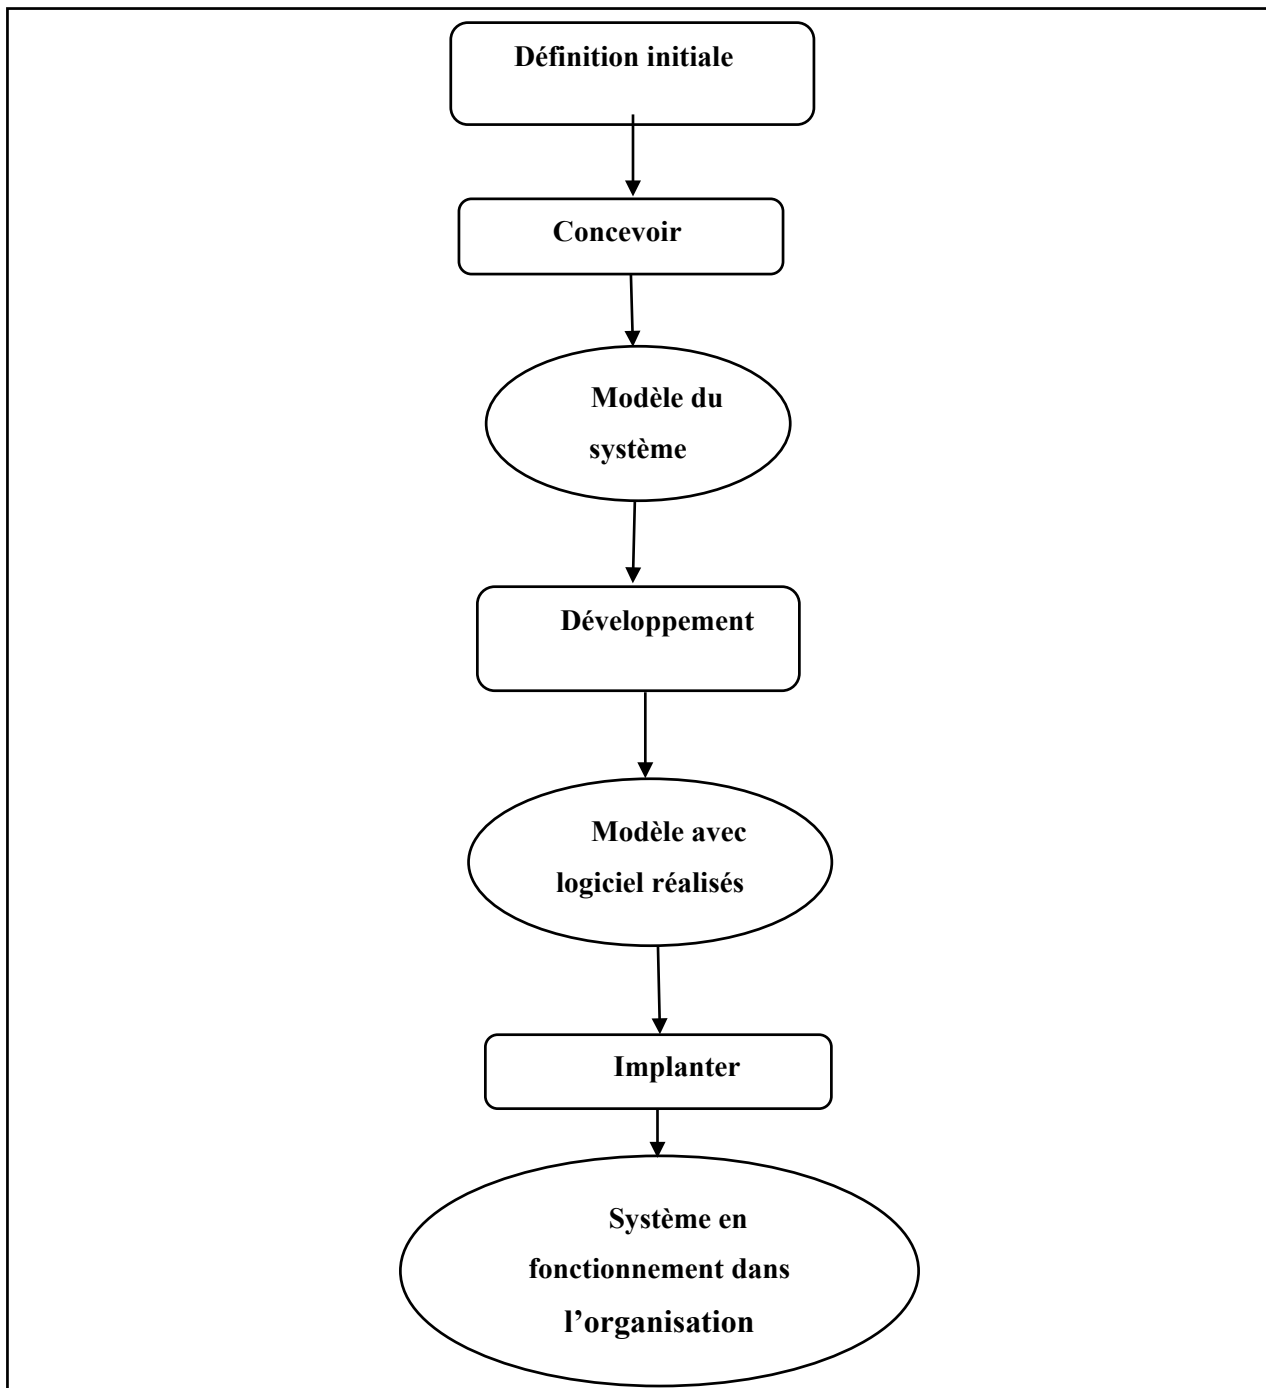 Définition initiale
Concevoir
Modèle du
système
Développement
Modèle avec
logiciel réalisés
Implanter
Système en
fonctionnement dans
l’organisation